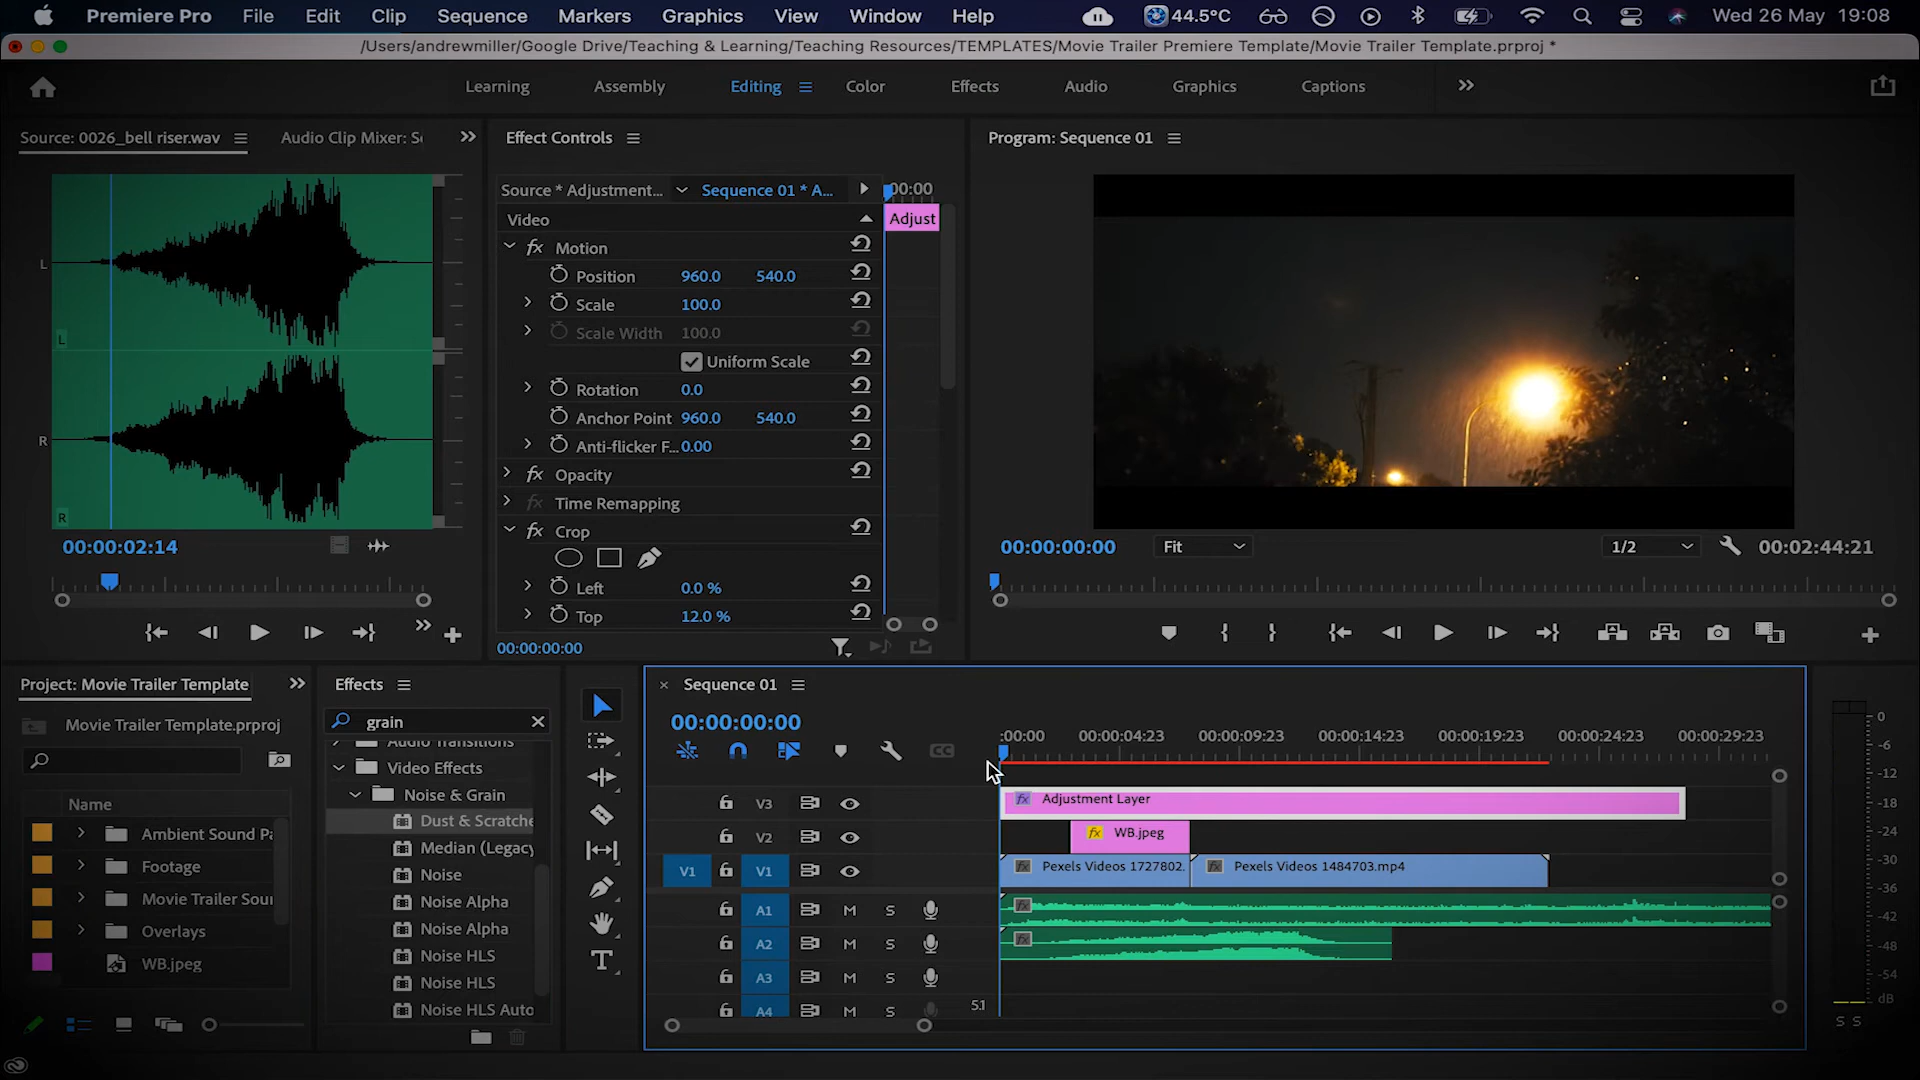 Premiere Pro File Edit Clip Sequence Markers Graphics View Window Help 44.5°C Wed 26 May 19:08
/Users/andrewmiller/Google Drive/Teaching & Learning/Teaching Resources/TEMPLATES/Movie Trailer Premiere Template/Movie Trailer Template.prproj *
Learning Assembly Editing Color Effects Audio Graphics Captions
Source: 0026_bell riser.wav Audio Clip Mixer: Se
L
L
R
R
00:00:02:14
Effect Controls
Source * Adjustment... Sequence 01 * A... :00:00
Video Adjust
fx Motion
Position 960.0 540.0
Scale 100.0
Scale Width 100.0
Uniform Scale
Rotation 0.0
Anchor Point 960.0 540.0
Anti-flicker F... 0.00
fx Opacity
fx Time Remapping
fx Crop
Left 0.0 %
Top 12.0 %
00:00:00:00
Program: Sequence 01
00:00:00:00 Fit 1/2 00:02:44:21
Project: Movie Trailer Template
Movie Trailer Template.prproj
Name
Ambient Sound Pa
Footage
Movie Trailer Soun
Overlays
WB.jpeg
Effects
grain
Audio Transitions
Video Effects
Noise & Grain
Dust & Scratche
Median (Legacy
Noise
Noise Alpha
Noise Alpha
Noise HLS
Noise HLS
Noise HLS Auto
T
Sequence 01
00:00:00:00
CC
:00:00 00:00:04:23 00:00:09:23 00:00:14:23 00:00:19:23 00:00:24:23 00:00:29:23
V3 fx Adjustment Layer
V2 fx WB.jpeg
V1 V1 fx Pexels Videos 1727802. fx Pexels Videos 1484703.mp4
A1 M S fx
A2 M S fx
A3 M S
A4 M S 5.1
0
-6
-12
-18
-24
-30
-36
-42
-48
-54
dB
S S